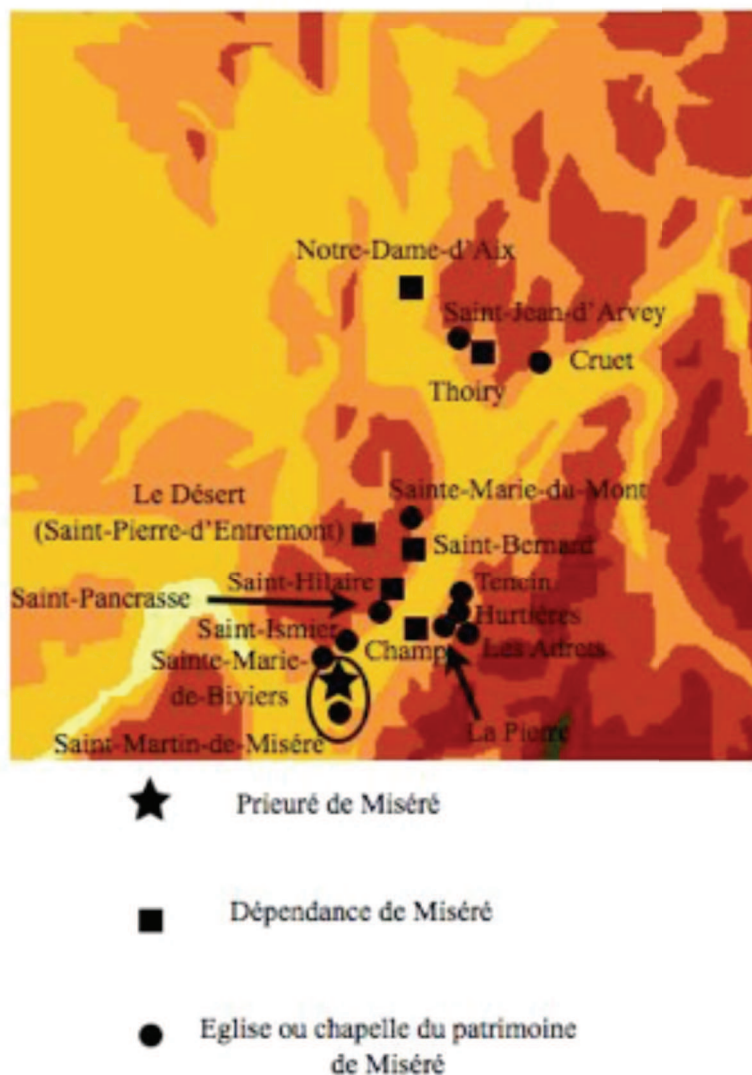 Notre-Dame-d'Aix
Saint-Jean-d'Arvey
Cruet
Thoiry
Sainte-Marie-du-Mont
Le Désert
(Saint-Pierre-d'Entremont)
Saint-Bernard
Saint-Hilaire
Tencin
Saint-Pancrasse
Hurtières
Saint-Ismier
Champ
Les Adrets
Sainte-Marie-
de-Biviers
La Pierre
Saint-Martin-de-Miséré
Prieuré de Miséré
Dépendance de Miséré
Eglise ou chapelle du patrimoine
de Miséré